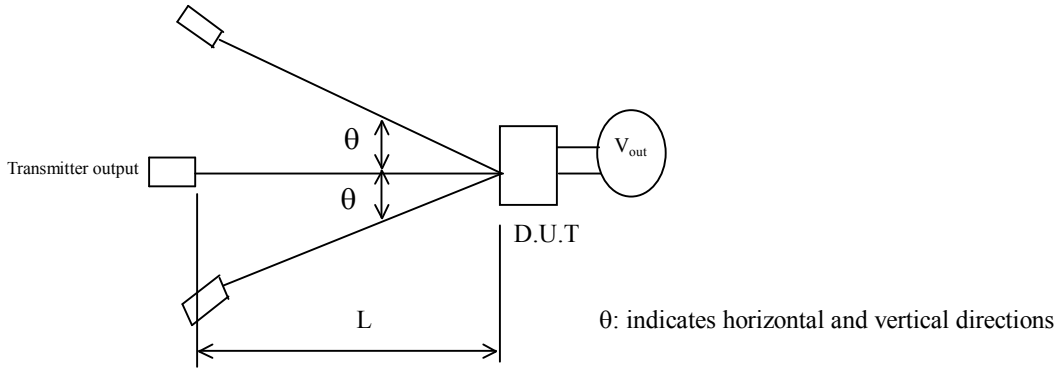 θ
V_out
Transmitter output
θ
D.U.T
L
θ: indicates horizontal and vertical directions